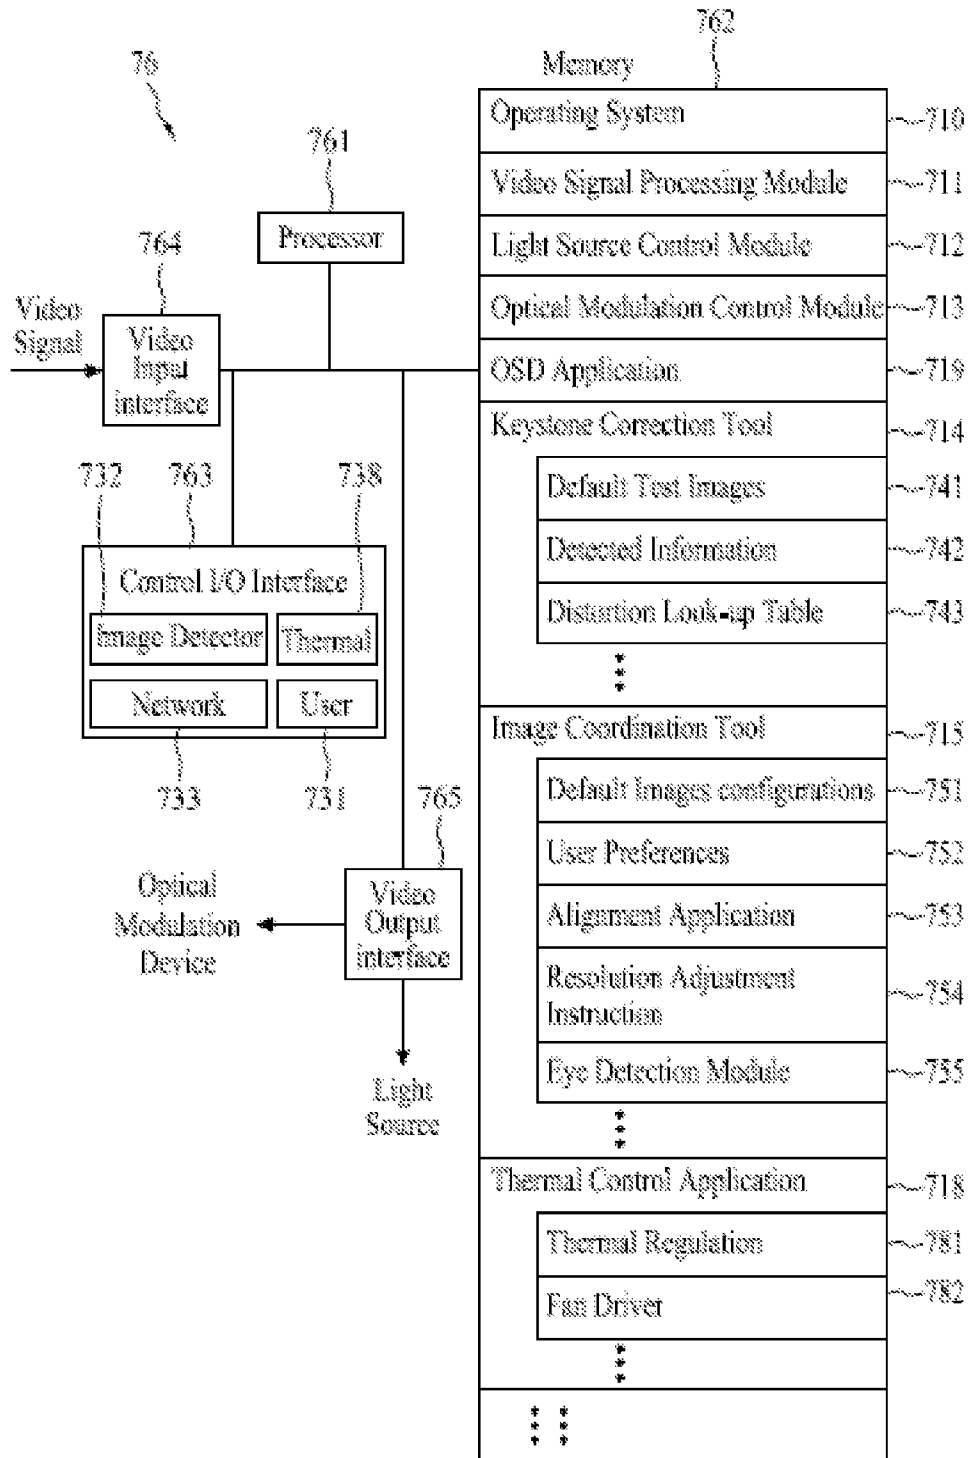 762
76
Memory
Operating System
710
761
Video Signal Processing Module
711
Processor
764
Light Source Control Module
712
Video
Signal
Optical Modulation Control Module
713
Video
Input
interface
OSD Application
719
Keystone Correction Tool
714
732
763
738
Default Test Images
741
Detected Information
742
Control I/O Interface
Distortion Look-up Table
743
Image Detector
Thermal
Network
User
Image Coordination Tool
715
733
731
765
Default Images configurations
751
User Preferences
752
Optical
Modulation
Device
Video
Output
interface
Alignment Application
753
Resolution Adjustment
Instruction
754
Eye Detection Module
755
Light
Source
Thermal Control Application
718
Thermal Regulation
781
Fan Driver
782